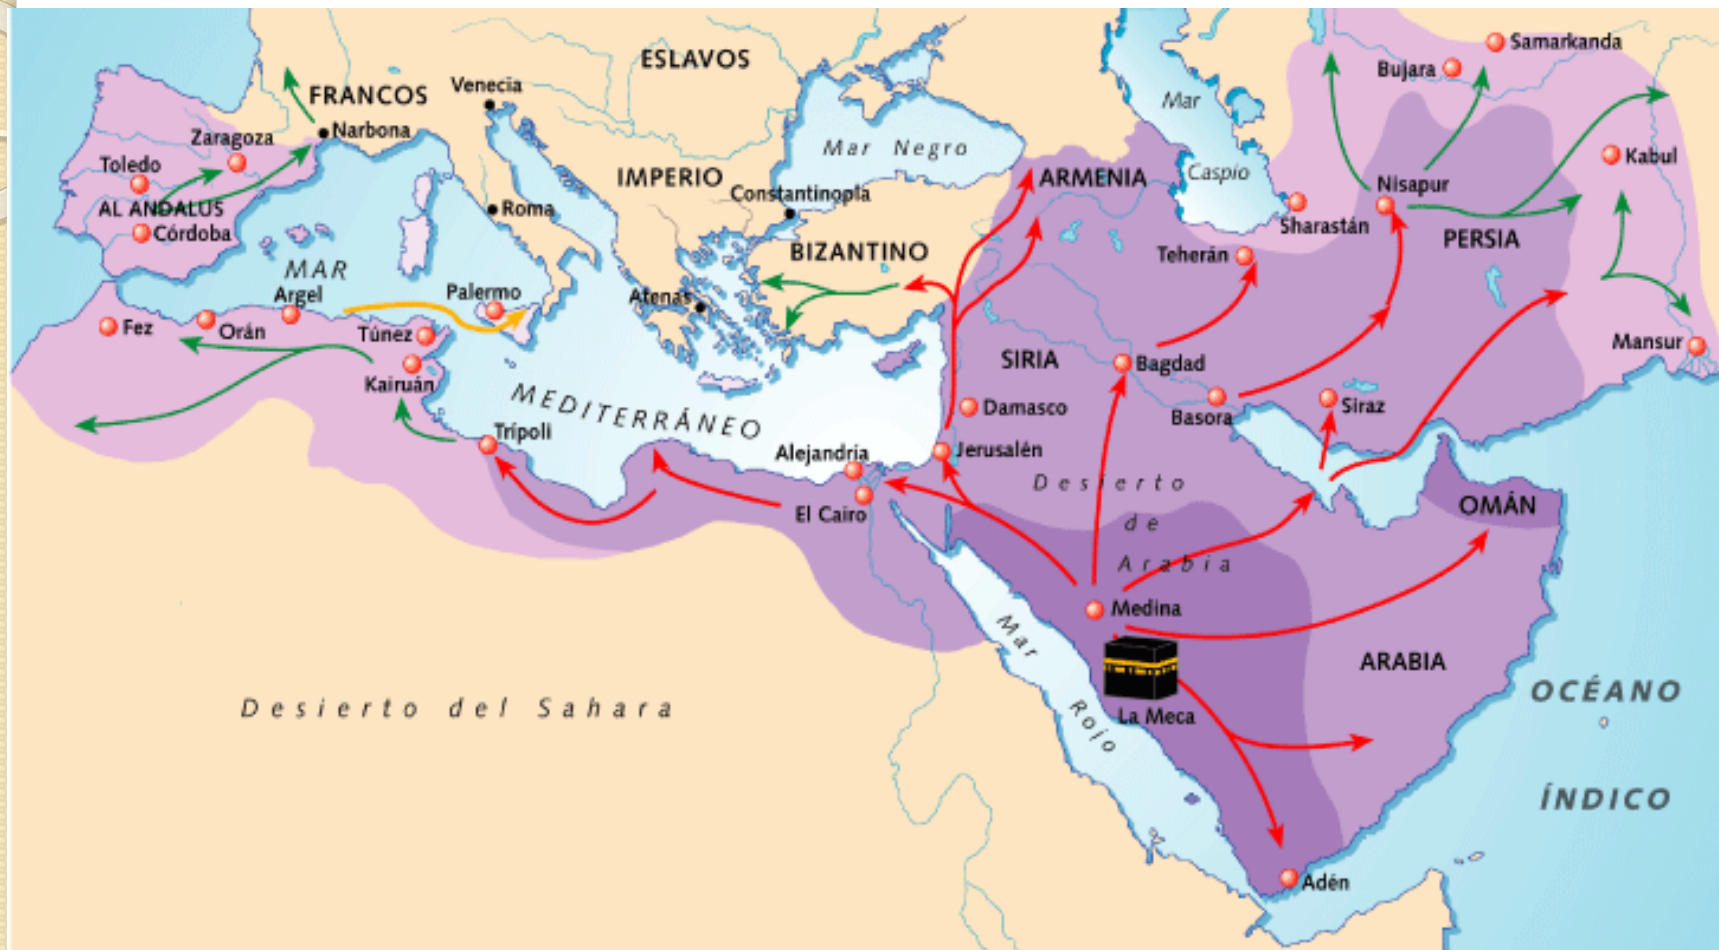 ESLAVOS
Samarkanda
Bujara
Venecia
FRANCOS
Mar
Caspio
Narbona
Zaragoza
Mar Negro
Toledo
Kabul
IMPERIO
ARMENIA
Constantinopla
Nisapur
AL ANDALUS
Roma
Sharastán
Córdoba
PERSIA
BIZANTINO
Teherán
MAR
MEDITERRÁNEO
Argel
Palermo
Atenas
Fez
Orán
Túnez
Mansur
SIRIA
Bagdad
Kairuán
Damasco
Basora
Siraz
Trípoli
Alejandría
Jerusalén
Desierto
de
Arabia
El Cairo
OMÁN
Medina
Mar
Rojo
ARABIA
La Meca
OCÉANO
ÍNDICO
Desierto del Sahara
Adén